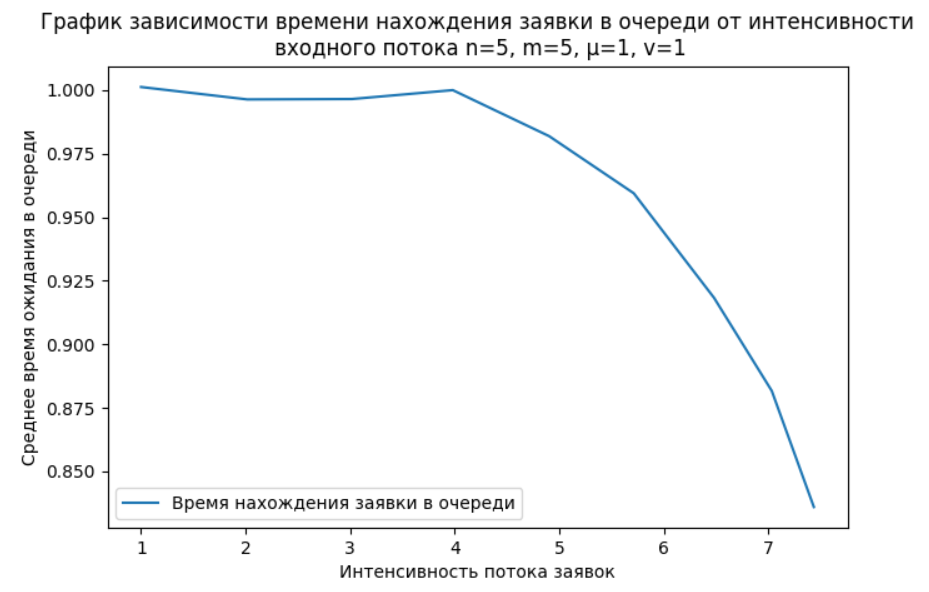 График зависимости времени нахождения заявки в очереди от интенсивности
входного потока n=5, m=5, μ=1, v=1
Среднее время ожидания в очереди
1.000
0.975
0.950
0.925
0.900
0.875
0.850
Время нахождения заявки в очереди
1 2 3 4 5 6 7
Интенсивность потока заявок